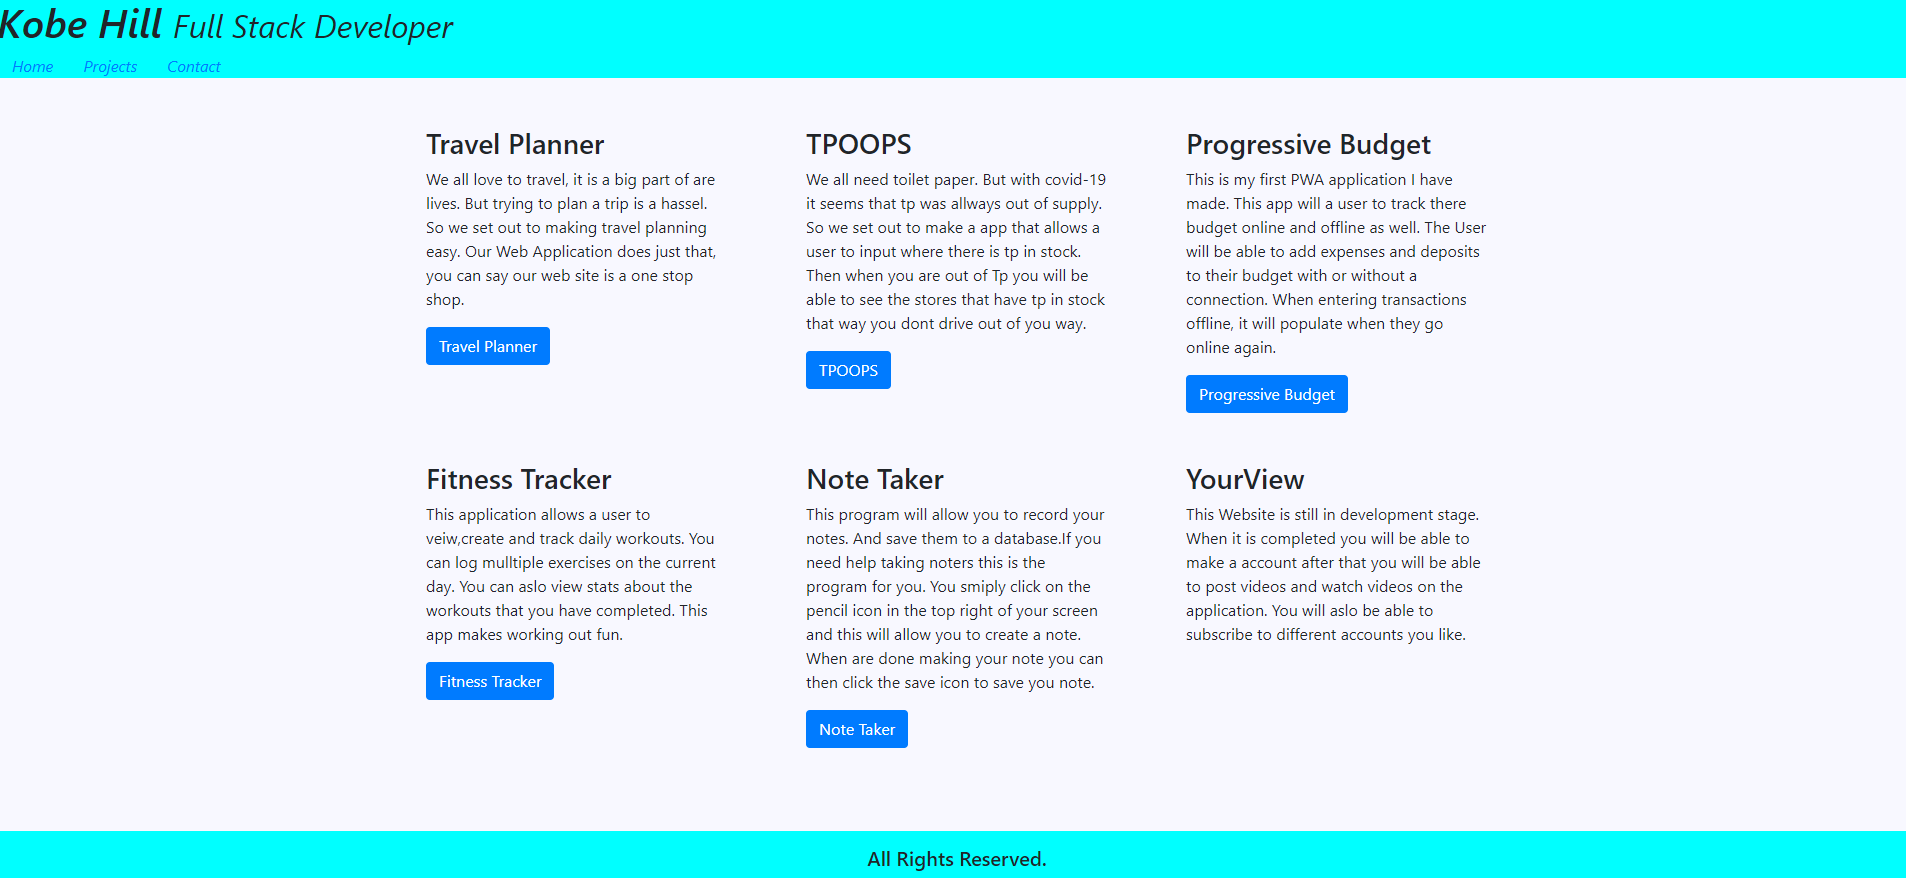 Kobe Hill Full Stack Developer
Home Projects Contact
Travel Planner
We all love to travel, it is a big part of are
lives. But trying to plan a trip is a hassel.
So we set out to making travel planning
easy. Our Web Application does just that,
you can say our web site is a one stop
shop.
Travel Planner
TPOOPS
We all need toilet paper. But with covid-19
it seems that tp was allways out of supply.
So we set out to make a app that allows a
user to input where there is tp in stock.
Then when you are out of Tp you will be
able to see the stores that have tp in stock
that way you dont drive out of you way.
TPOOPS
Progressive Budget
This is my first PWA application I have
made. This app will a user to track there
budget online and offline as well. The User
will be able to add expenses and deposits
to their budget with or without a
connection. When entering transactions
offline, it will populate when they go
online again.
Progressive Budget
Fitness Tracker
This application allows a user to
veiw,create and track daily workouts. You
can log mulltiple exercises on the current
day. You can aslo view stats about the
workouts that you have completed. This
app makes working out fun.
Fitness Tracker
Note Taker
This program will allow you to record your
notes. And save them to a database.If you
need help taking noters this is the
program for you. You smiply click on the
pencil icon in the top right of your screen
and this will allow you to create a note.
When are done making your note you can
then click the save icon to save you note.
Note Taker
YourView
This Website is still in development stage.
When it is completed you will be able to
make a account after that you will be able
to post videos and watch videos on the
application. You will aslo be able to
subscribe to different accounts you like.
All Rights Reserved.